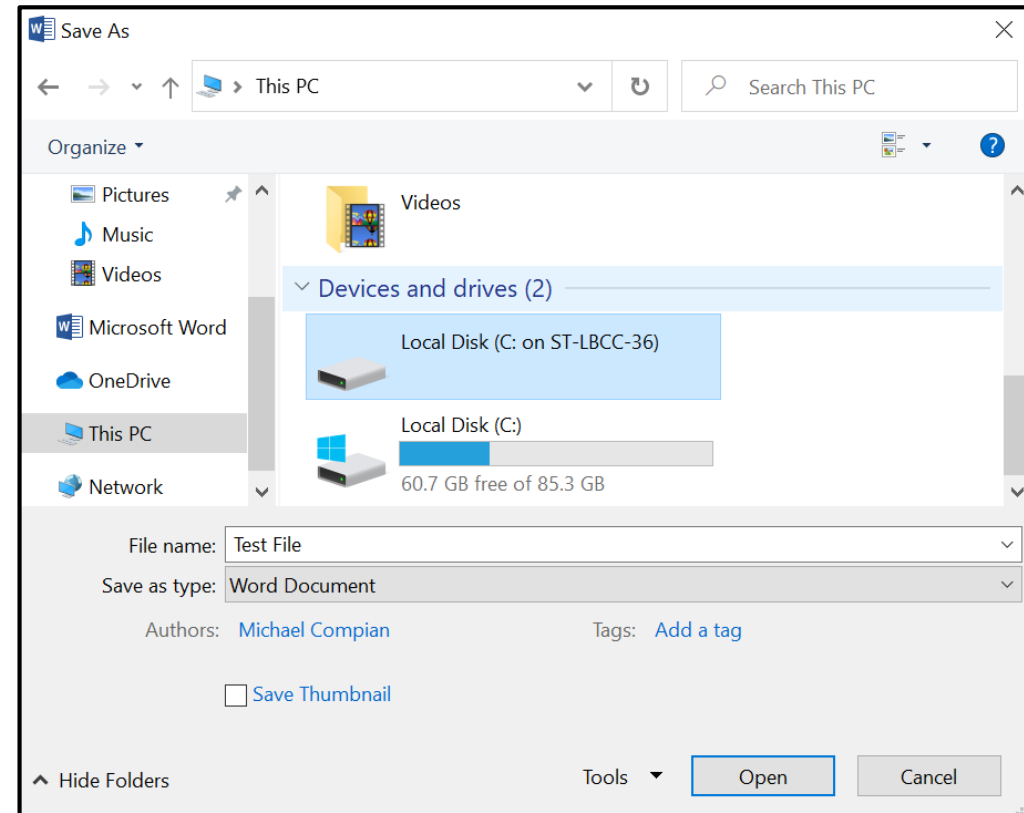 Save As
This PC
Search This PC
Organize
Pictures
Music
Videos
Microsoft Word
OneDrive
This PC
Network
Videos
Devices and drives (2)
Local Disk (C: on ST-LBCC-36)
Local Disk (C:)
60.7 GB free of 85.3 GB
File name: Test File
Save as type: Word Document
Authors: Michael Compian Tags: Add a tag
Save Thumbnail
Hide Folders Tools Open Cancel